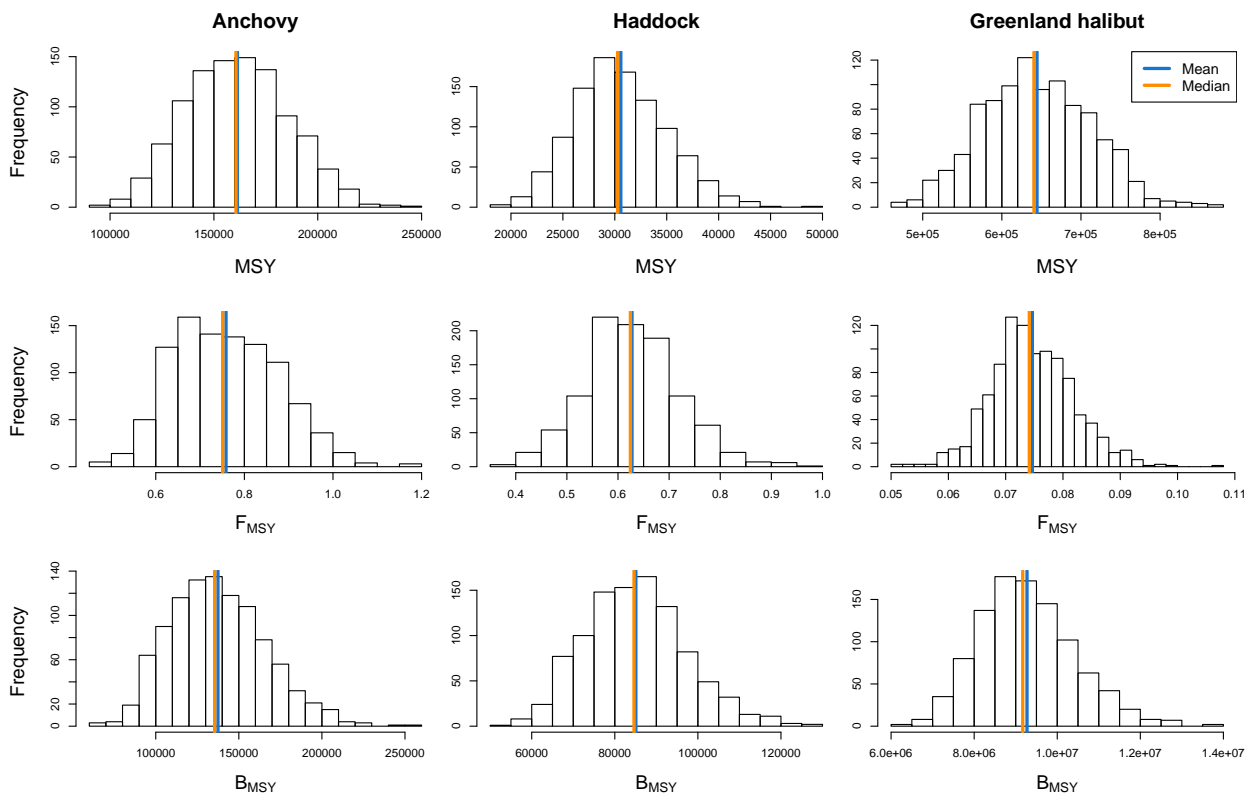 Anchovy Haddock Greenland halibut
Frequency 0 50 100 150 0 50 100 150 0 20 40 60 80 120 Mean
Median
100000 150000 200000 250000 20000 25000 30000 35000 40000 45000 50000 5e+05 6e+05 7e+05 8e+05
MSY MSY MSY
Frequency 0 50 100 150 0 50 100 150 200 0 20 40 60 80 120
0.6 0.8 1.0 1.2 0.4 0.5 0.6 0.7 0.8 0.9 1.0 0.05 0.06 0.07 0.08 0.09 0.10 0.11
FMSY FMSY FMSY
Frequency 0 20 60 100 140 0 50 100 150 0 50 100 150
100000 150000 200000 250000 60000 80000 100000 120000 6.0e+06 8.0e+06 1.0e+07 1.2e+07 1.4e+07
BMSY BMSY BMSY